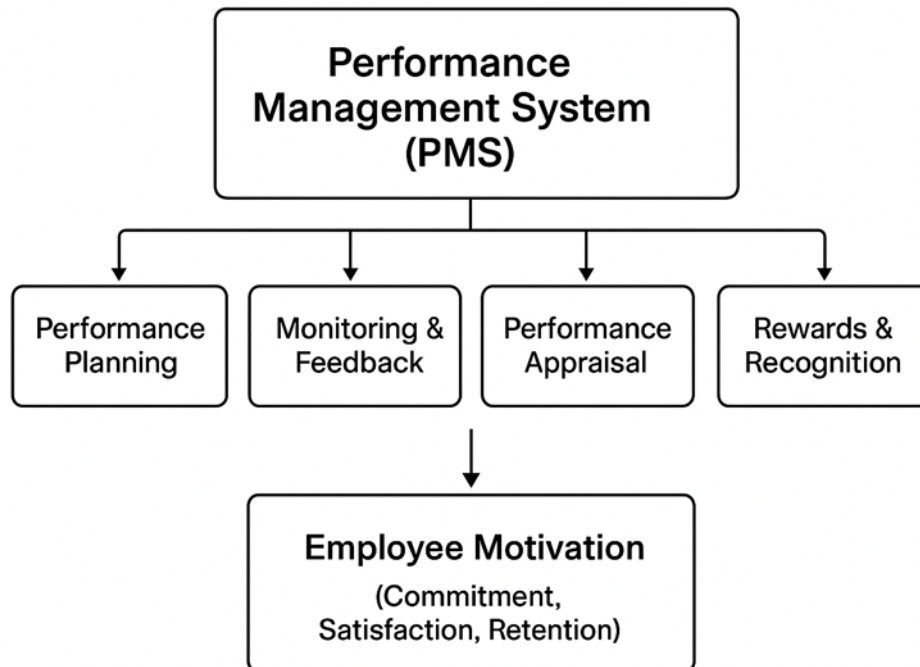 Performance
Management System
(PMS)
Performance
Planning
Monitoring &
Feedback
Performance
Appraisal
Rewards &
Recognition
Employee Motivation
(Commitment,
Satisfaction, Retention)